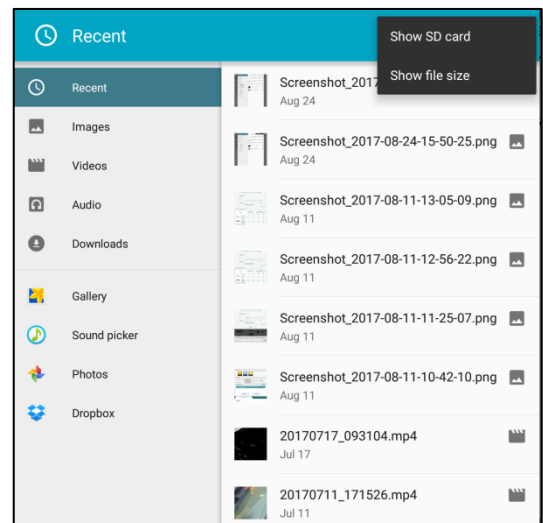 Recent
Show SD card
Show file size
Recent
Images
Videos
Audio
Downloads
Gallery
Sound picker
Photos
Dropbox
Screenshot_2017
Aug 24
Screenshot_2017-08-24-15-50-25.png
Aug 24
Screenshot_2017-08-11-13-05-09.png
Aug 11
Screenshot_2017-08-11-12-56-22.png
Aug 11
Screenshot_2017-08-11-11-25-07.png
Aug 11
Screenshot_2017-08-11-10-42-10.png
Aug 11
20170717_093104.mp4
Jul 17
20170711_171526.mp4
Jul 11